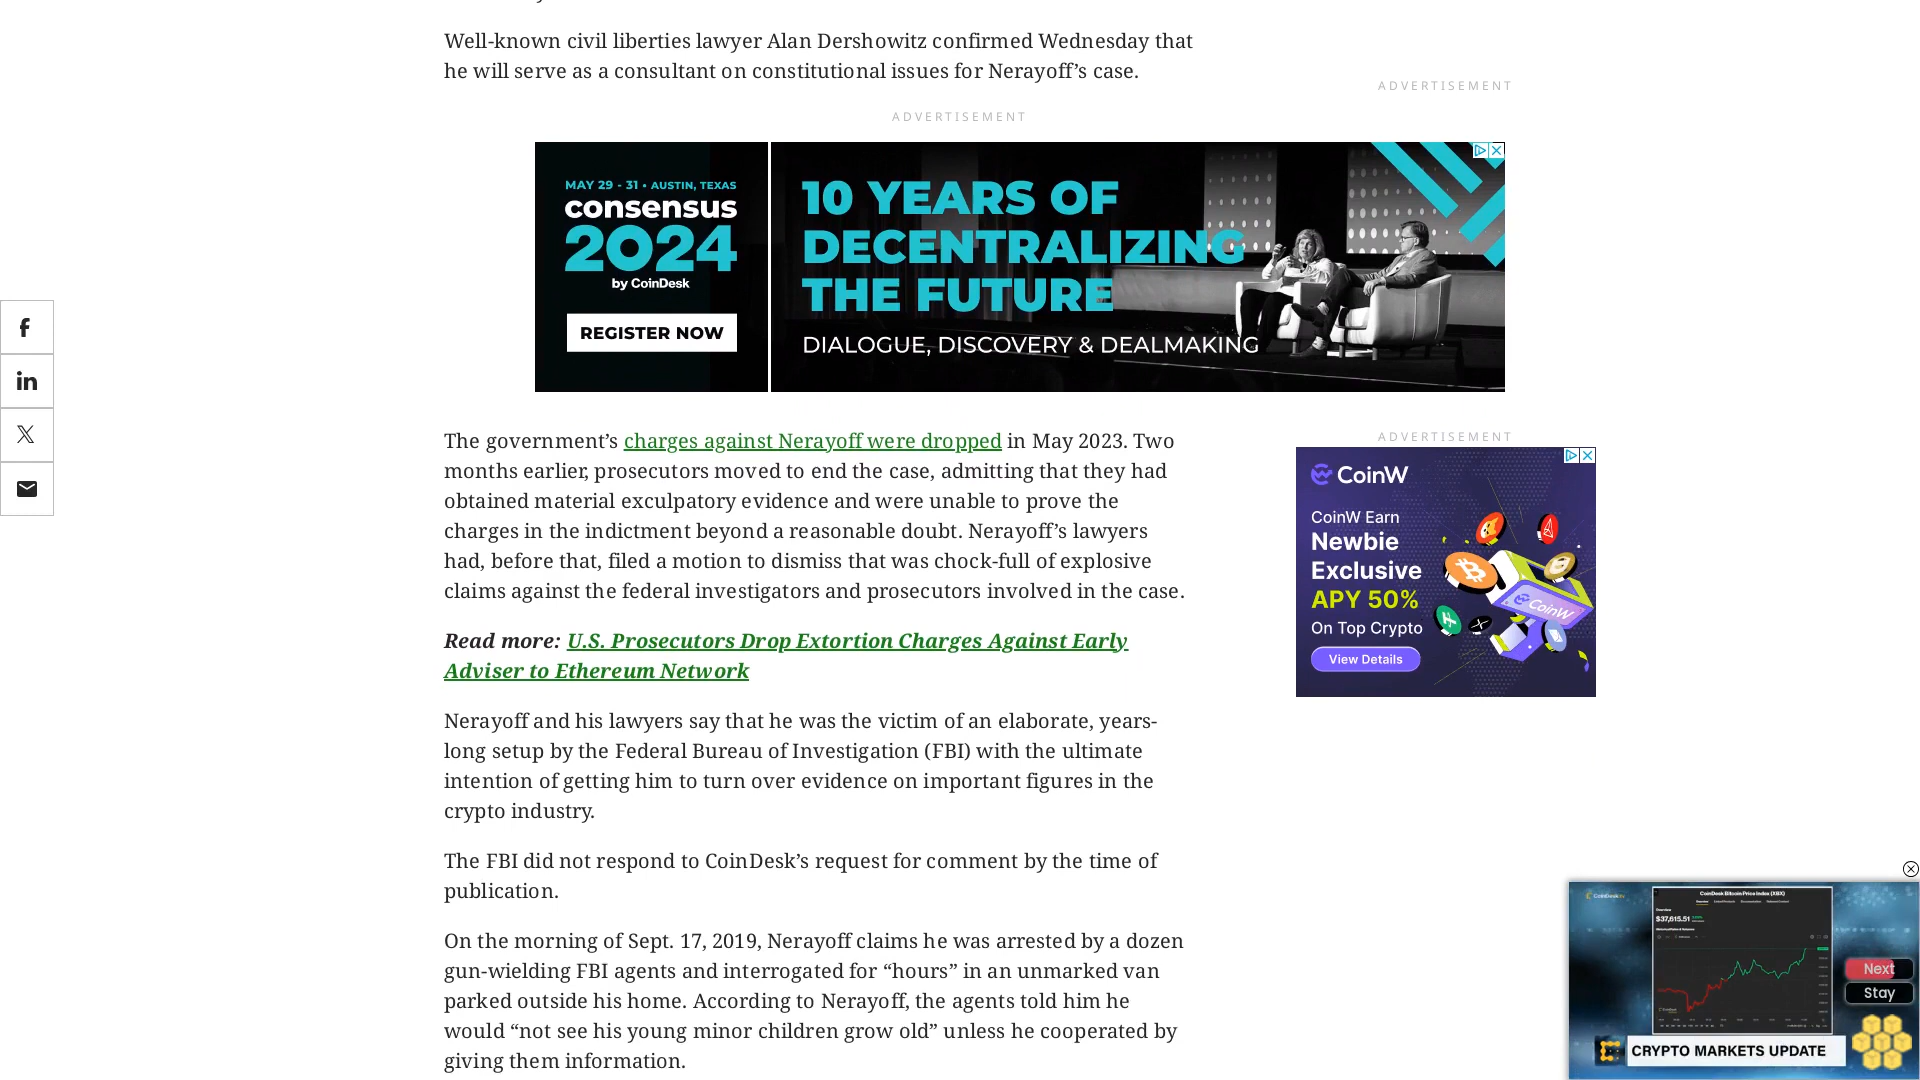 Well-known civil liberties lawyer Alan Dershowitz confirmed Wednesday that
he will serve as a consultant on constitutional issues for Nerayoff’s case.
ADVERTISEMENT
ADVERTISEMENT
MAY 29 - 31 • AUSTIN, TEXAS
consensus
2024
by CoinDesk
REGISTER NOW
10 YEARS OF
DECENTRALIZING
THE FUTURE
DIALOGUE, DISCOVERY & DEALMAKING
The government’s charges against Nerayoff were dropped in May 2023. Two
months earlier, prosecutors moved to end the case, admitting that they had
obtained material exculpatory evidence and were unable to prove the
charges in the indictment beyond a reasonable doubt. Nerayoff’s lawyers
had, before that, filed a motion to dismiss that was chock-full of explosive
claims against the federal investigators and prosecutors involved in the case.
Read more: U.S. Prosecutors Drop Extortion Charges Against Early
Adviser to Ethereum Network
Nerayoff and his lawyers say that he was the victim of an elaborate, years-
long setup by the Federal Bureau of Investigation (FBI) with the ultimate
intention of getting him to turn over evidence on important figures in the
crypto industry.
The FBI did not respond to CoinDesk’s request for comment by the time of
publication.
On the morning of Sept. 17, 2019, Nerayoff claims he was arrested by a dozen
gun-wielding FBI agents and interrogated for “hours” in an unmarked van
parked outside his home. According to Nerayoff, the agents told him he
would “not see his young minor children grow old” unless he cooperated by
giving them information.
ADVERTISEMENT
CoinW
CoinW Earn
Newbie
Exclusive
APY 50%
On Top Crypto
View Details
CoinW
CoinDesk Bitcoin Price Index (XBX)
$37,615.51
Next
Stay
CRYPTO MARKETS UPDATE